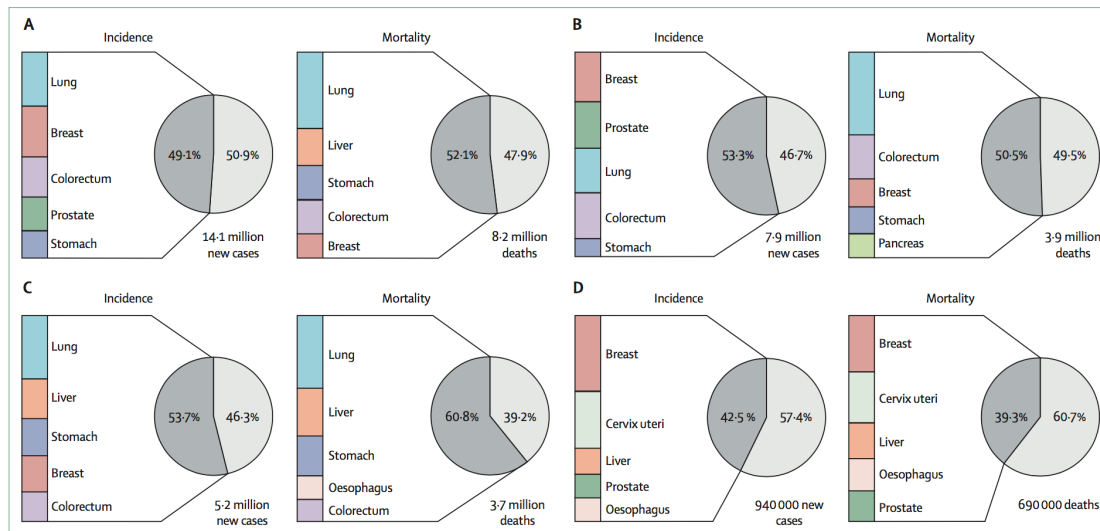 A
Incidence
Lung
Breast
Colorectum
Prostate
Stomach
49·1%
50·9%
14·1 million
new cases
Mortality
Lung
Liver
Stomach
Colorectum
Breast
52·1%
47·9%
8·2 million
deaths
B
Incidence
Breast
Prostate
Lung
Colorectum
Stomach
53·3%
46·7%
7·9 million
new cases
Mortality
Lung
Colorectum
Breast
Stomach
Pancreas
50·5%
49·5%
3·9 million
deaths
C
Incidence
Lung
Liver
Stomach
Breast
Colorectum
53·7%
46·3%
5·2 million
new cases
Mortality
Lung
Liver
Stomach
Oesophagus
Colorectum
60·8%
39·2%
3·7 million
deaths
D
Incidence
Breast
Cervix uteri
Liver
Prostate
Oesophagus
42·5 %
57·4%
940 000 new
cases
Mortality
Breast
Cervix uteri
Liver
Oesophagus
Prostate
39·3%
60·7%
690 000 deaths